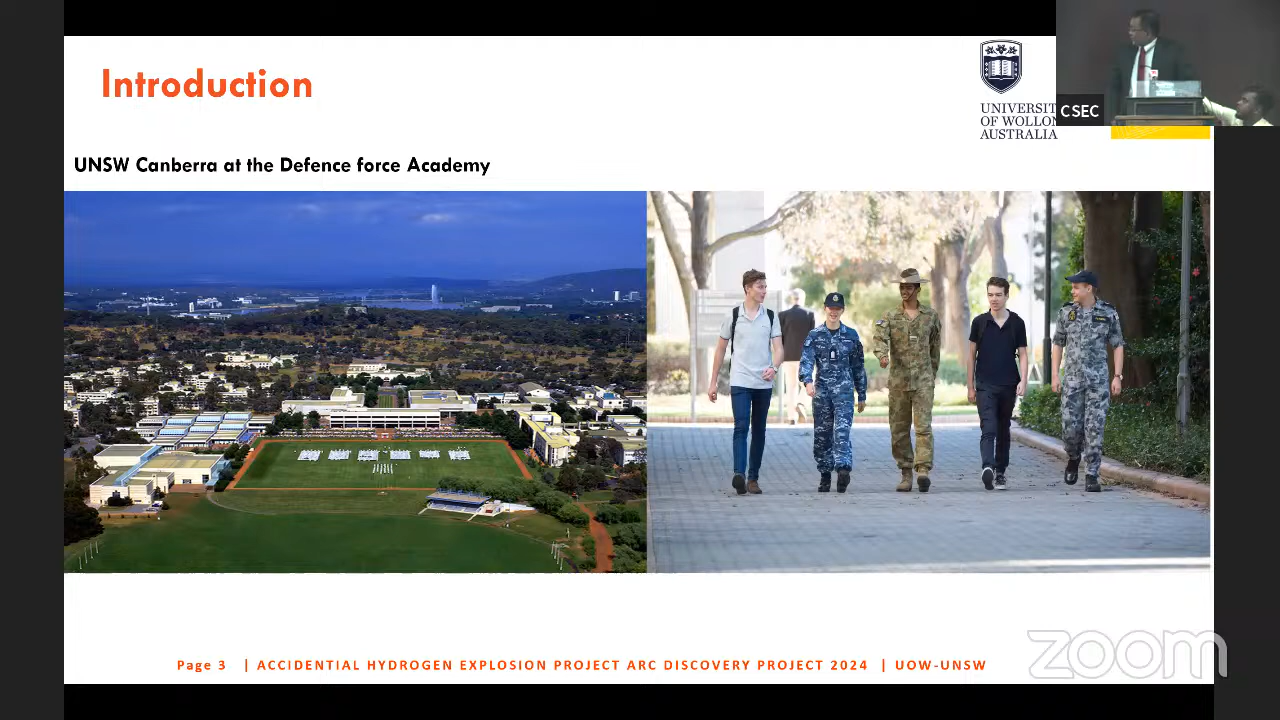 Introduction
UNIVERSIT
OF WOLLON
AUSTRALIA
CSEC
UNSW Canberra at the Defence force Academy
Page 3 | ACCIDENTIAL HYDROGEN EXPLOSION PROJECT ARC DISCOVERY PROJECT 2024 | UOW-UNSW
zoom